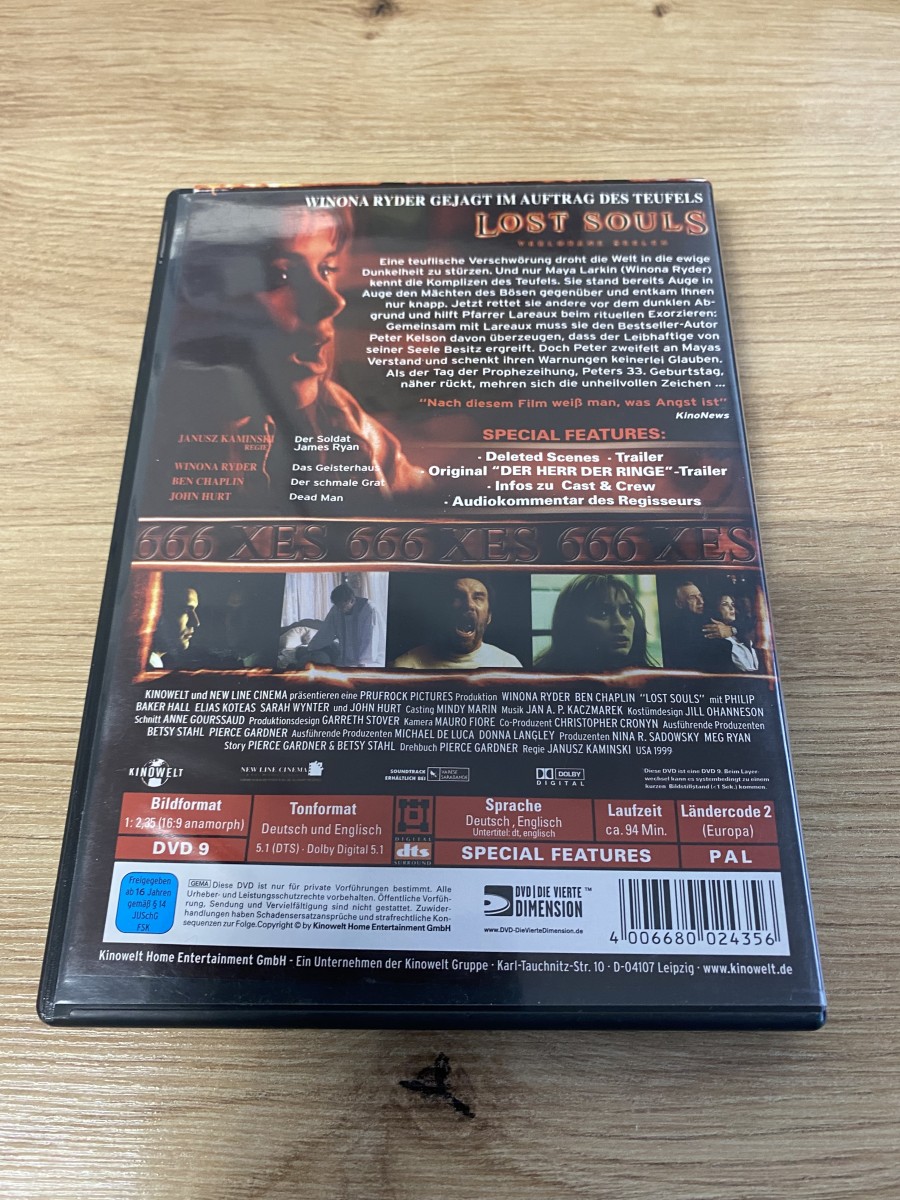 WINONA RYDER GEJAGT IM AUFTRAG DES TEUFELS
LOST SOULS
VERLORENE SEELEN
Eine teuflische Verschwörung droht die Welt in die ewige
Dunkelheit zu stürzen. Und nur Maya Larkin (Winona Ryder)
kennt die Komplizen des Teufels. Sie stand bereits Auge in
Auge den Mächten des Bösen gegenüber und entkam Ihnen
nur knapp. Jetzt rettet sie andere vor dem dunklen Ab-
grund und hilft Pfarrer Lareaux beim rituellen Exorzieren:
Gemeinsam mit Lareaux muss sie den Bestseller-Autor
Peter Kelson davon überzeugen, dass der Leibhaftige von
seiner Seele Besitz ergreift. Doch Peter zweifelt an Mayas
Verstand und schenkt ihren Warnungen keinerlei Glauben.
Als der Tag der Prophezeihung, Peters 33. Geburtstag,
näher rückt, mehren sich die unheilvollen Zeichen ...
"Nach diesem Film weiß man, was Angst ist"
KinoNews
JANUSZ KAMINSKI Der Soldat
REGIE James Ryan
WINONA RYDER Das Geisterhaus
BEN CHAPLIN Der schmale Grat
JOHN HURT Dead Man
SPECIAL FEATURES:
· Deleted Scenes · Trailer
· Original "DER HERR DER RINGE"-Trailer
· Infos zu Cast & Crew
· Audiokommentar des Regisseurs
666 XES 666 XES 666 XES
KINOWELT und NEW LINE CINEMA präsentieren eine PRUFROCK PICTURES Produktion WINONA RYDER BEN CHAPLIN "LOST SOULS" mit PHILIP
BAKER HALL ELIAS KOTEAS SARAH WYNTER und JOHN HURT Casting MINDY MARIN Musik JAN A. P. KACZMAREK Kostümdesign JILL OHANNESON
Schnitt ANNE GOURSSAUD Produktionsdesign GARRETH STOVER Kamera MAURO FIORE Co-Produzent CHRISTOPHER CRONYN Ausführende Produzenten
BETSY STAHL PIERCE GARDNER Ausführende Produzenten MICHAEL DE LUCA DONNA LANGLEY Produzenten NINA R. SADOWSKY MEG RYAN
Story PIERCE GARDNER & BETSY STAHL Drehbuch PIERCE GARDNER Regie JANUSZ KAMINSKI USA 1999
KINOWELT
NEW LINE CINEMA
SOUNDTRACK
ERHÄLTLICH BEI
VARESE
SARABANDE
DOLBY
DIGITAL
Diese DVD ist eine DVD 9. Beim Layer-
wechsel kann es systembedingt zu einem
kurzen Bildstillstand (<1 Sek.) kommen.
Bildformat
1: 2,35 (16:9 anamorph)
DVD 9
Tonformat
Deutsch und Englisch
5.1 (DTS) · Dolby Digital 5.1
DIGITAL
dts
SURROUND
Sprache
Deutsch , Englisch
Untertitel: dt, englisch
Laufzeit
ca. 94 Min.
SPECIAL FEATURES
Ländercode 2
(Europa)
PAL
Freigegeben
ab 16 Jahren
gemäß § 14
JUSchG
FSK
GEMA Diese DVD ist nur für private Vorführungen bestimmt. Alle
Urheber- und Leistungsschutzrechte vorbehalten. Öffentliche Vorfüh-
rung, Sendung und Vervielfältigung sind nicht gestattet. Zuwider-
handlungen haben Schadensersatzansprüche und strafrechtliche Kon-
sequenzen zur Folge.Copyright © by Kinowelt Home Entertainment GmbH
DVD | DIE VIERTE
DIMENSION ™
www.DVD-DieVierteDimension.de
4 006680 024356
Kinowelt Home Entertainment GmbH · Ein Unternehmen der Kinowelt Gruppe · Karl-Tauchnitz-Str. 10 · D-04107 Leipzig · www.kinowelt.de